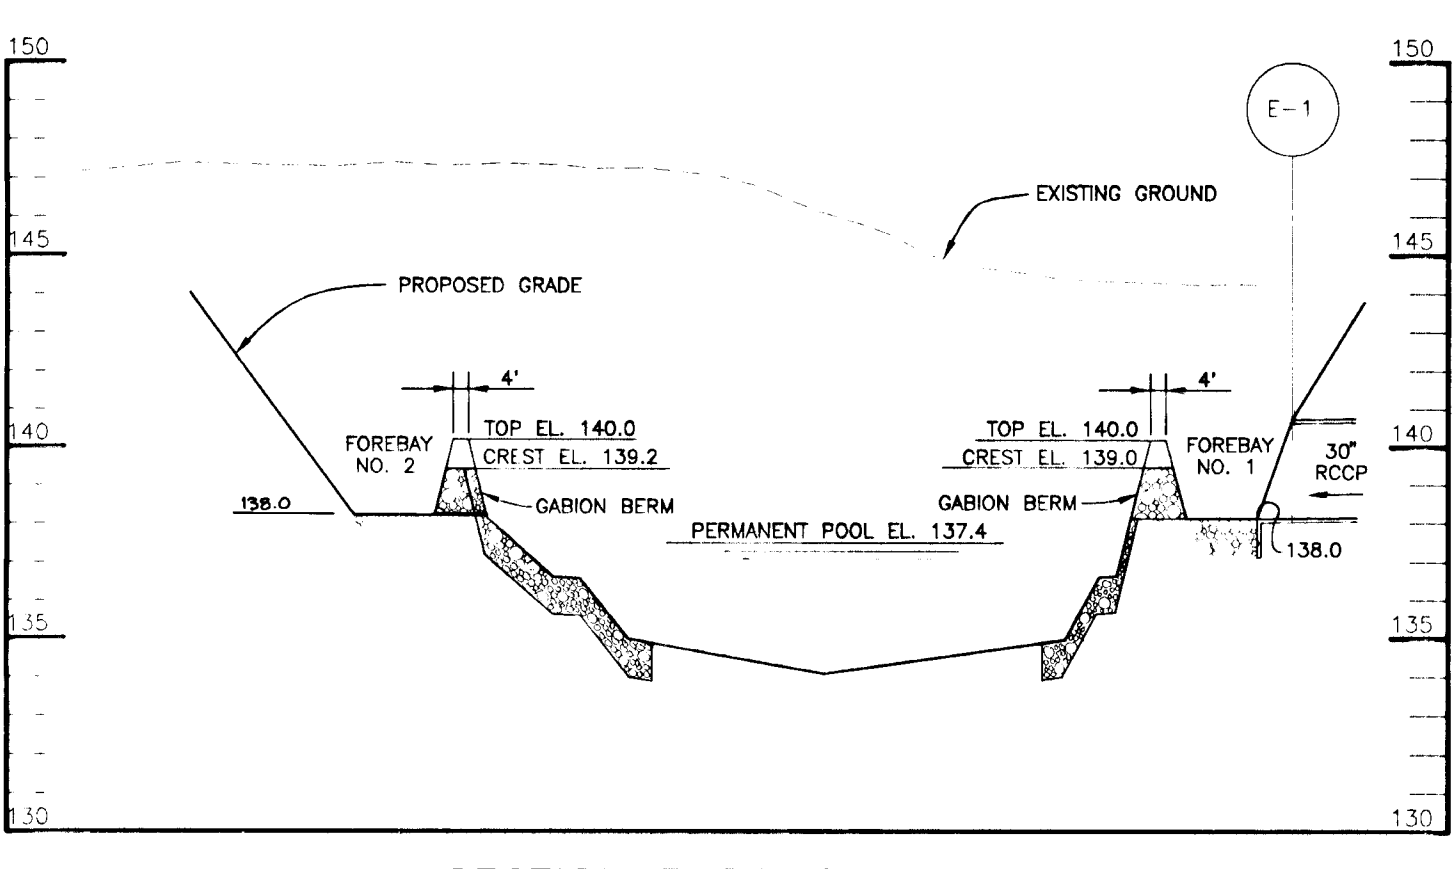 150
150
E-1
EXISTING GROUND
145
145
PROPOSED GRADE
4'
4'
TOP EL. 140.0
TOP EL. 140.0
140
140
FOREBAY
NO. 2
CREST EL. 139.2
CREST EL. 139.0
FOREBAY
NO. 1
30"
RCCP
138.0
GABION BERM
GABION BERM
PERMANENT POOL EL. 137.4
138.0
135
135
130
130